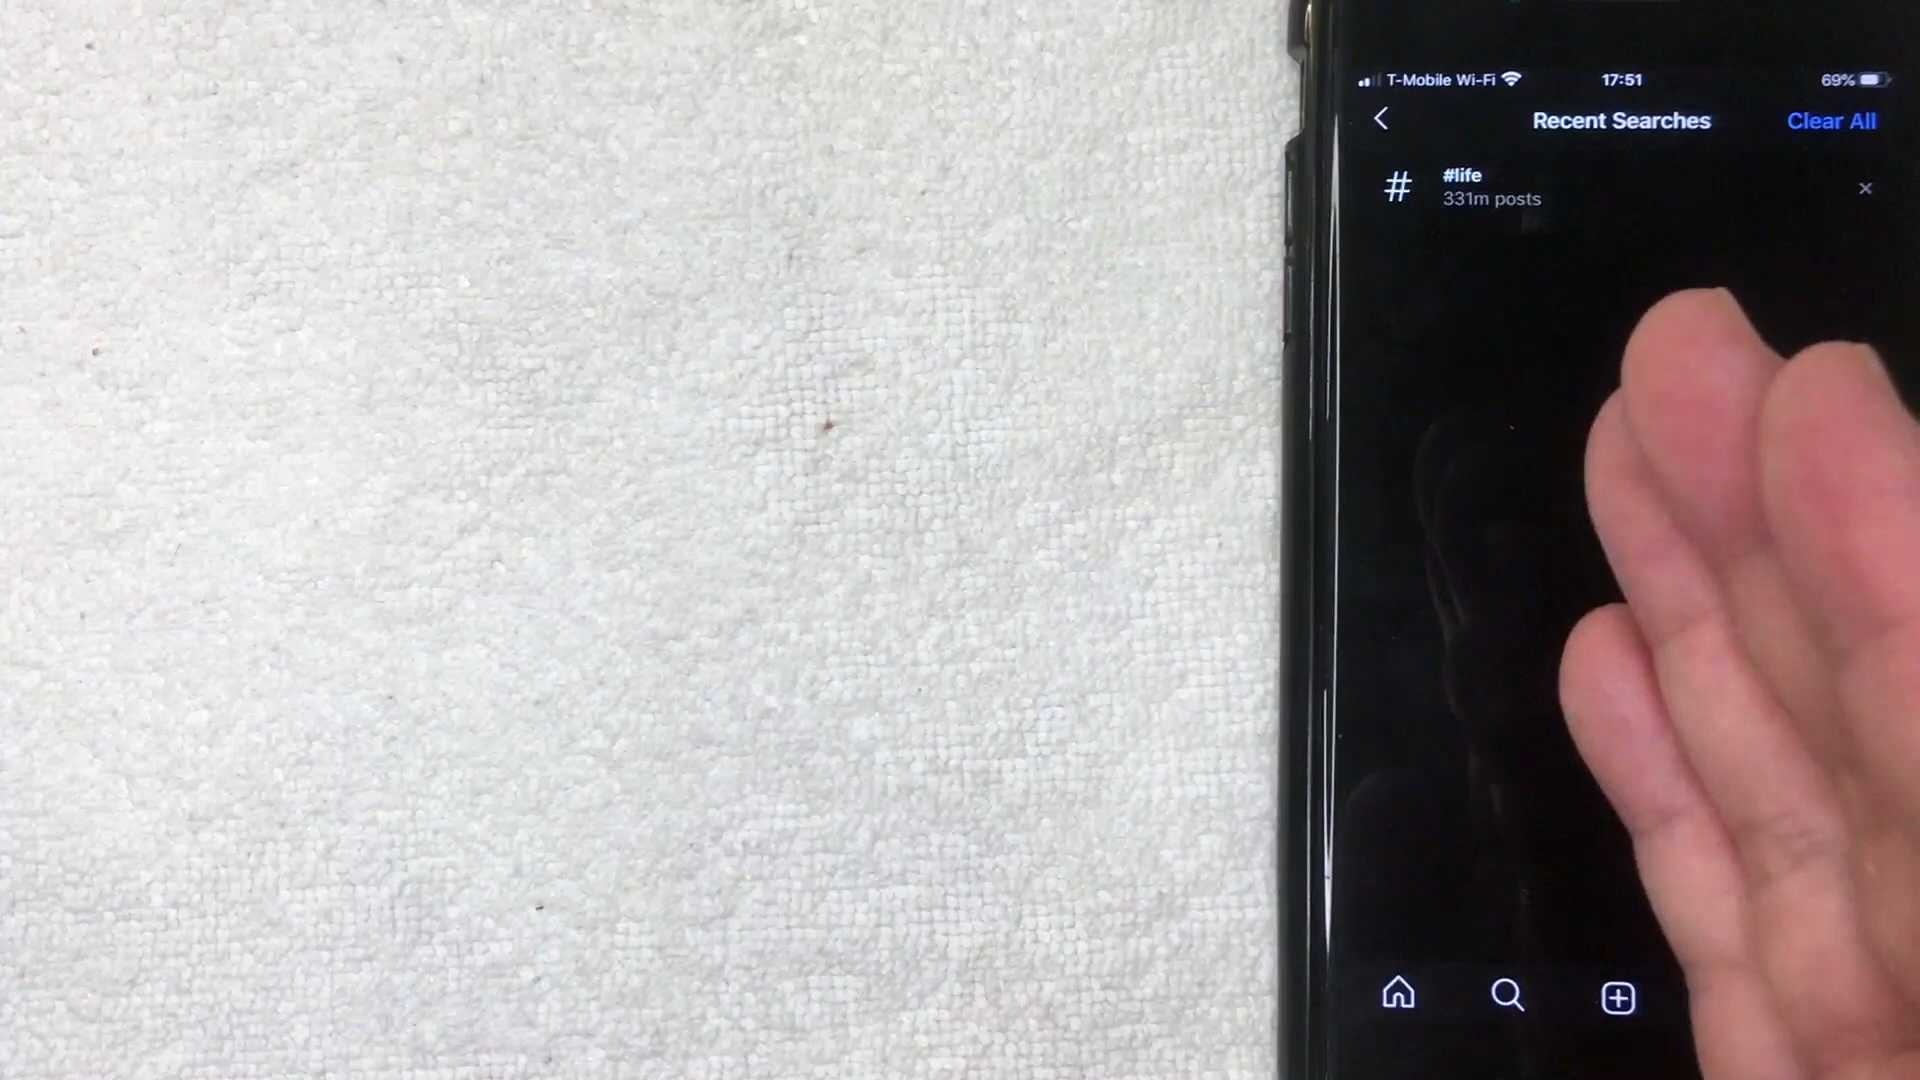 T-Mobile Wi-Fi 17:51 69%
Recent Searches Clear All
#life
331m posts